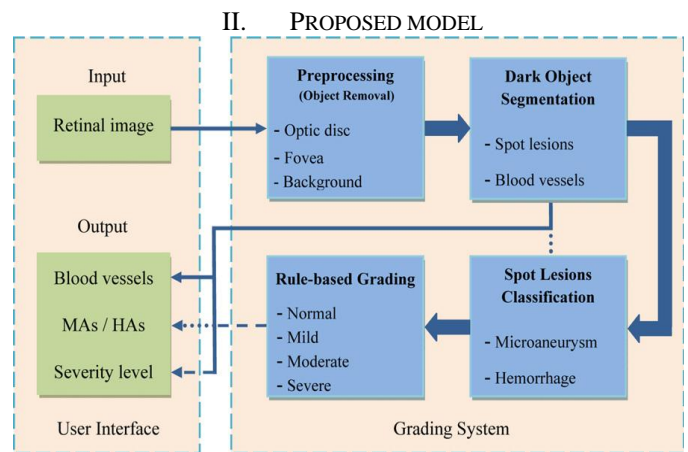 II. PROPOSED MODEL
Input
Retinal image
Output
Blood vessels
MAs / HAs
Severity level
User Interface
Preprocessing
(Object Removal)
- Optic disc
- Fovea
- Background
Dark Object
Segmentation
- Spot lesions
- Blood vessels
Rule-based Grading
- Normal
- Mild
- Moderate
- Severe
Spot Lesions
Classification
- Microaneurysm
- Hemorrhage
Grading System